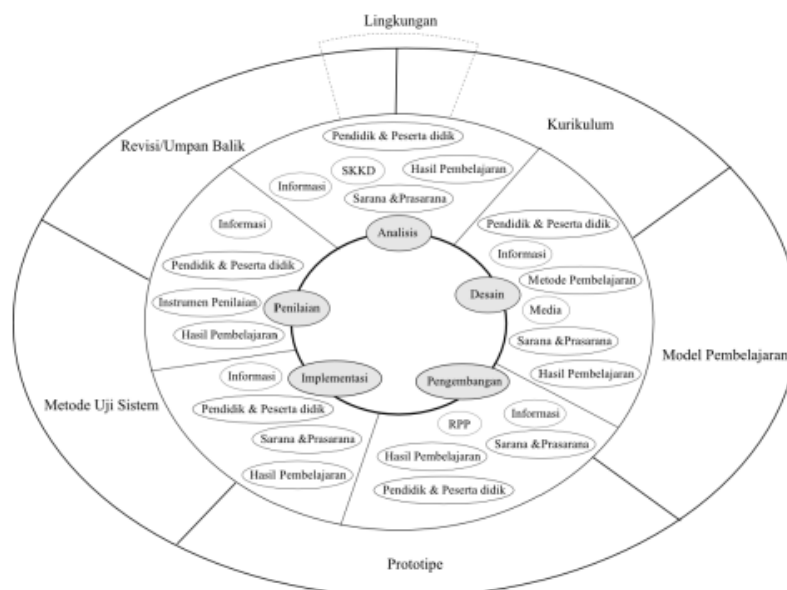 Lingkungan
Revisi/Umpan Balik
Kurikulum
Pendidik & Peserta didik
SKKD
Hasil Pembelajaran
Informasi
Sarana &Prasarana
Analisis
Informasi
Pendidik & Peserta didik
Instrumen Penilaian
Hasil Pembelajaran
Penilaian
Pendidik & Peserta didik
Informasi
Metode Pembelajaran
Media
Sarana &Prasarana
Hasil Pembelajaran
Desain
Model Pembelajaran
Metode Uji Sistem
Implementasi
Informasi
Pendidik & Peserta didik
Sarana &Prasarana
Hasil Pembelajaran
Pengembangan
Informasi
RPP
Sarana &Prasarana
Hasil Pembelajaran
Pendidik & Peserta didik
Prototipe